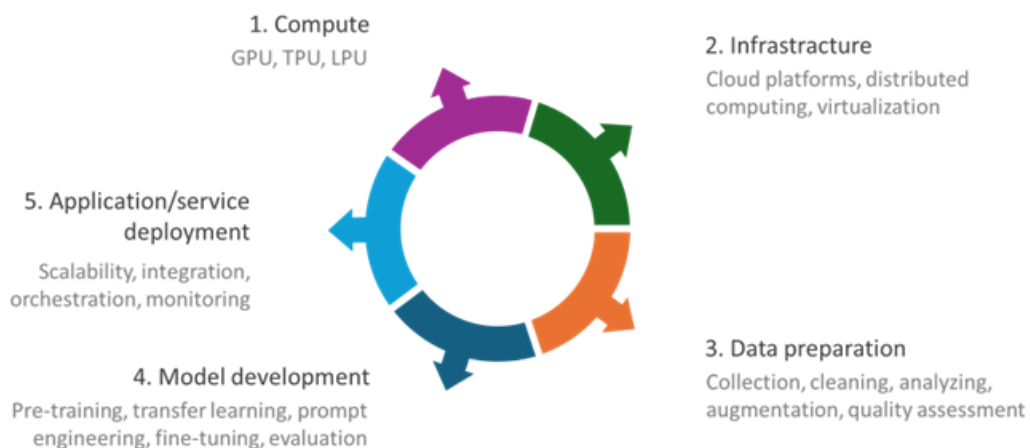 1. Compute
GPU, TPU, LPU
2. Infrastracture
Cloud platforms, distributed
computing, virtualization
3. Data preparation
Collection, cleaning, analyzing,
augmentation, quality assessment
4. Model development
Pre-training, transfer learning, prompt
engineering, fine-tuning, evaluation
5. Application/service
deployment
Scalability, integration,
orchestration, monitoring